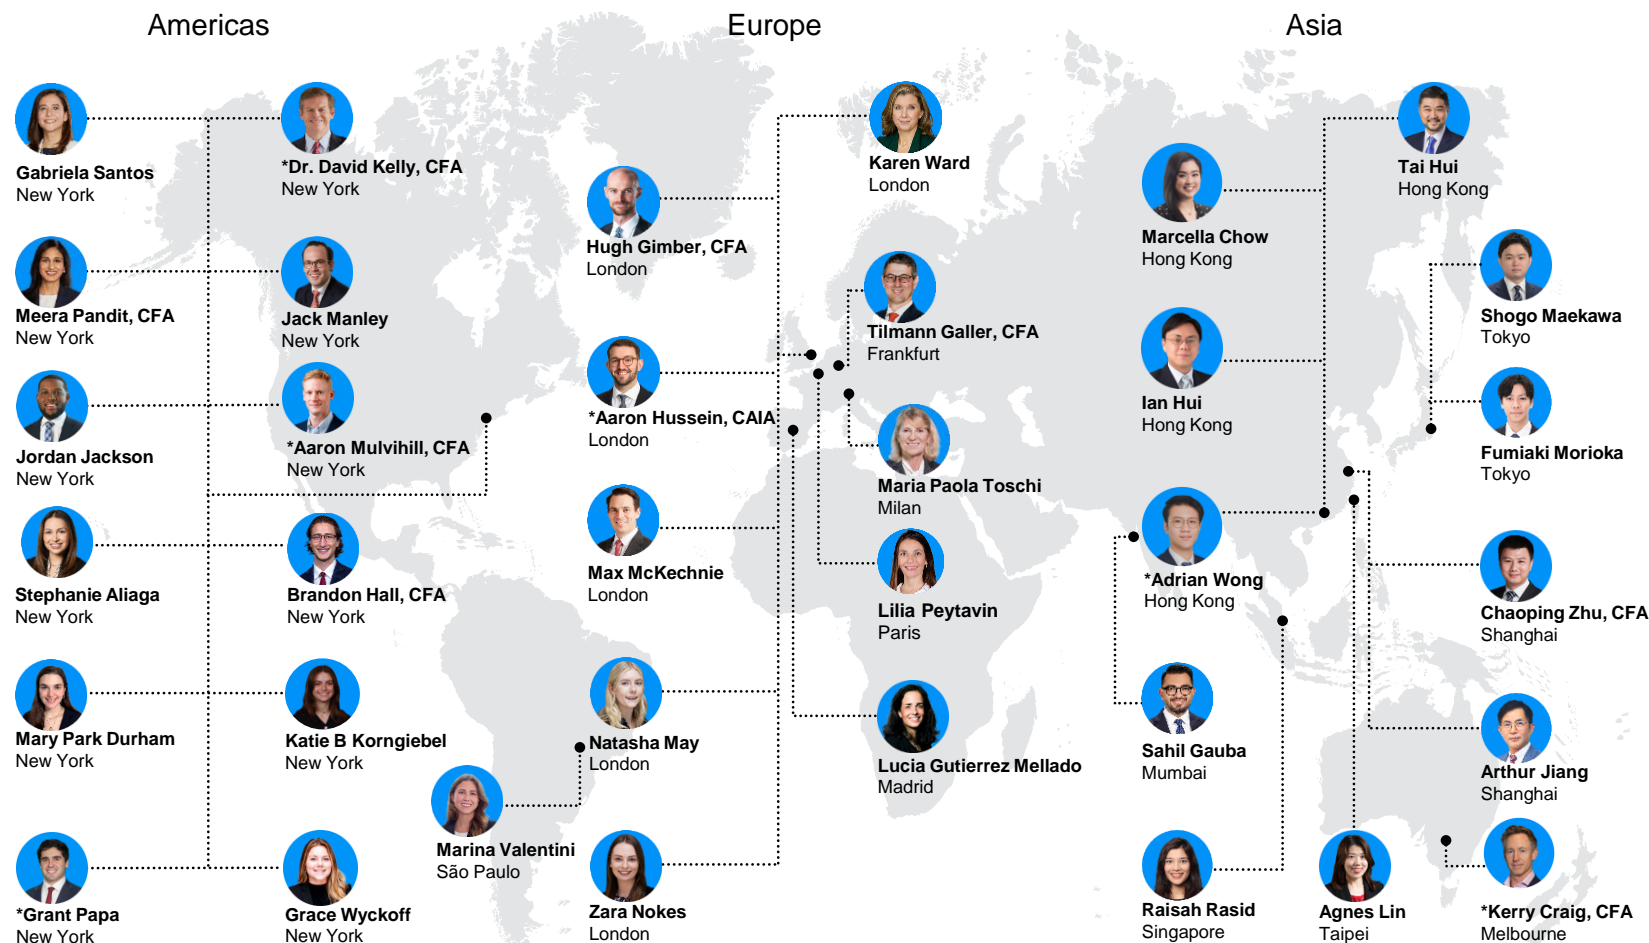 Americas
Europe
Asia
Gabriela Santos
New York
*Dr. David Kelly, CFA
New York
Meera Pandit, CFA
New York
Jack Manley
New York
Jordan Jackson
New York
*Aaron Mulvihill, CFA
New York
Stephanie Aliaga
New York
Brandon Hall, CFA
New York
Mary Park Durham
New York
Katie B Korngiebel
New York
Marina Valentini
São Paulo
*Grant Papa
New York
Grace Wyckoff
New York
Karen Ward
London
Hugh Gimber, CFA
London
Tilmann Galler, CFA
Frankfurt
*Aaron Hussein, CAIA
London
Maria Paola Toschi
Milan
Max McKechnie
London
Lilia Peytavin
Paris
Natasha May
London
Lucia Gutierrez Mellado
Madrid
Zara Nokes
London
Tai Hui
Hong Kong
Marcella Chow
Hong Kong
Shogo Maekawa
Tokyo
Ian Hui
Hong Kong
Fumiaki Morioka
Tokyo
*Adrian Wong
Hong Kong
Chaoping Zhu, CFA
Shanghai
Sahil Gauba
Mumbai
Arthur Jiang
Shanghai
Raisah Rasid
Singapore
Agnes Lin
Taipei
*Kerry Craig, CFA
Melbourne